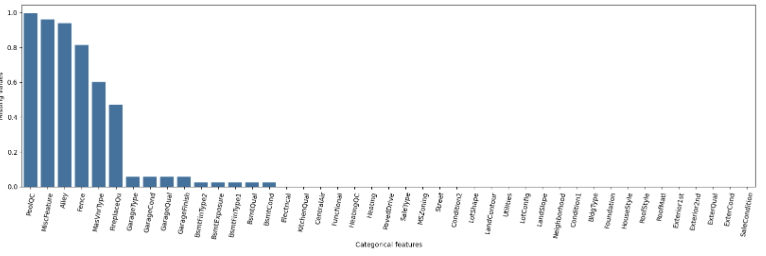 Missing values
1.0
0.8
0.6
0.4
0.2
0.0
PoolQC
MiscFeature
Alley
Fence
MasVnrType
FireplaceQu
GarageType
GarageCond
GarageQual
GarageFinish
BsmtFinType2
BsmtExposure
BsmtFinType1
BsmtQual
BsmtCond
Electrical
KitchenQual
CentralAir
Functional
HeatingQC
Heating
PavedDrive
SaleType
MSZoning
Street
Condition2
LotShape
LandContour
Utilities
LotConfig
LandSlope
Neighborhood
Condition1
BldgType
Foundation
HouseStyle
RoofStyle
RoofMatl
Exterior1st
Exterior2nd
ExterQual
ExterCond
SaleCondition
Categorical features